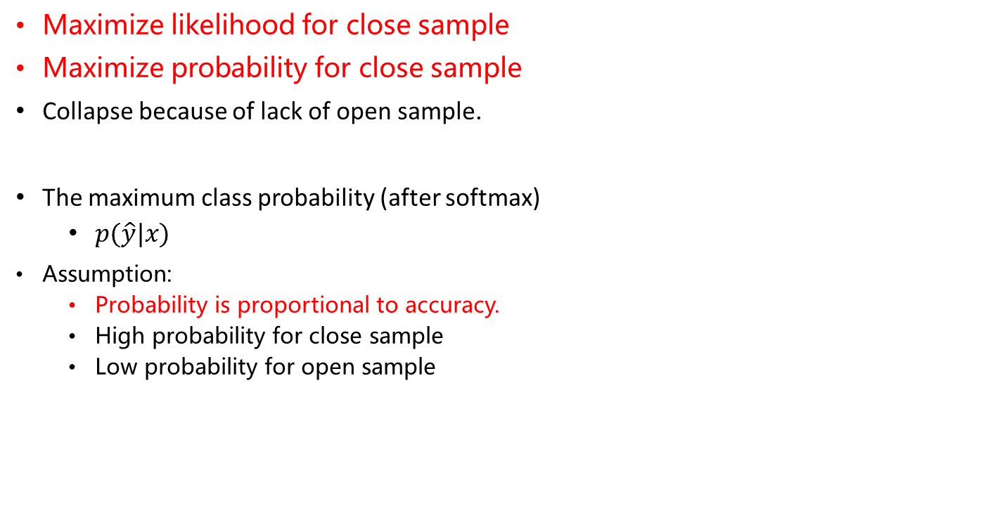 • Maximize likelihood for close sample
• Maximize probability for close sample
• Collapse because of lack of open sample.
• The maximum class probability (after softmax)
• 𝑝(𝑦̂|𝑥)
• Assumption:
• Probability is proportional to accuracy.
• High probability for close sample
• Low probability for open sample